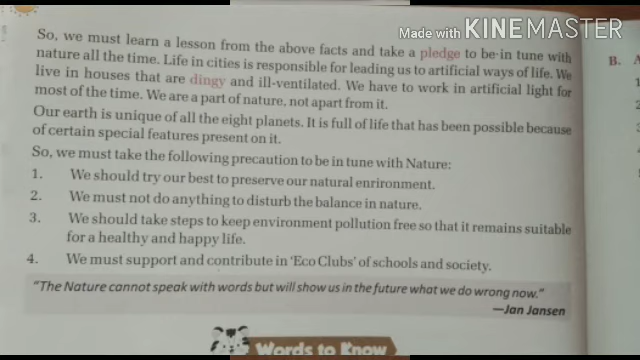 Made with KINEMASTER
So, we must learn a lesson from the above facts and take a pledge to be-in tune with
nature all the time. Life in cities is responsible for leading us to artificial ways of life. We
live in houses that are dingy and ill-ventilated. We have to work in artificial light for
most of the time. We are a part of nature, not apart from it.
Our earth is unique of all the eight planets. It is full of life that has been possible because
of certain special features present on it.
So, we must take the following precaution to be in tune with Nature:
1. We should try our best to preserve our natural enrironment.
2. We must not do anything to disturb the balance in nature.
3. We should take steps to keep environment pollution free so that it remains suitable
for a healthy and happy life.
4. We must support and contribute in 'Eco Clubs' of schools and society.
"The Nature cannot speak with words but will show us in the future what we do wrong now."
—Jan Jansen
Words to Know
B.